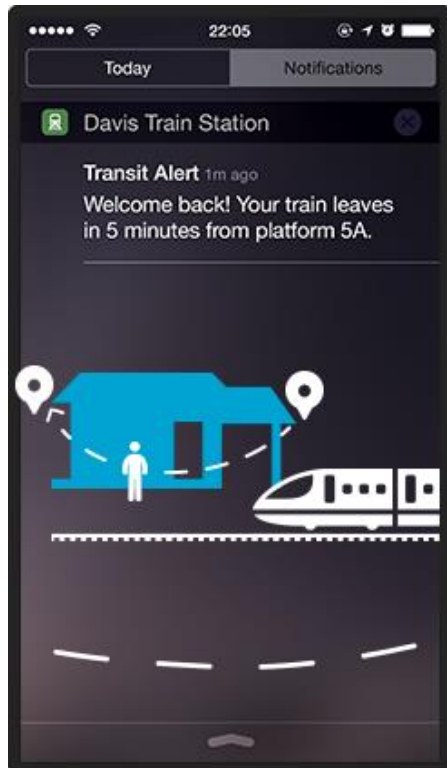 22:05
Today Notifications
Davis Train Station
Transit Alert 1m ago
Welcome back! Your train leaves
in 5 minutes from platform 5A.